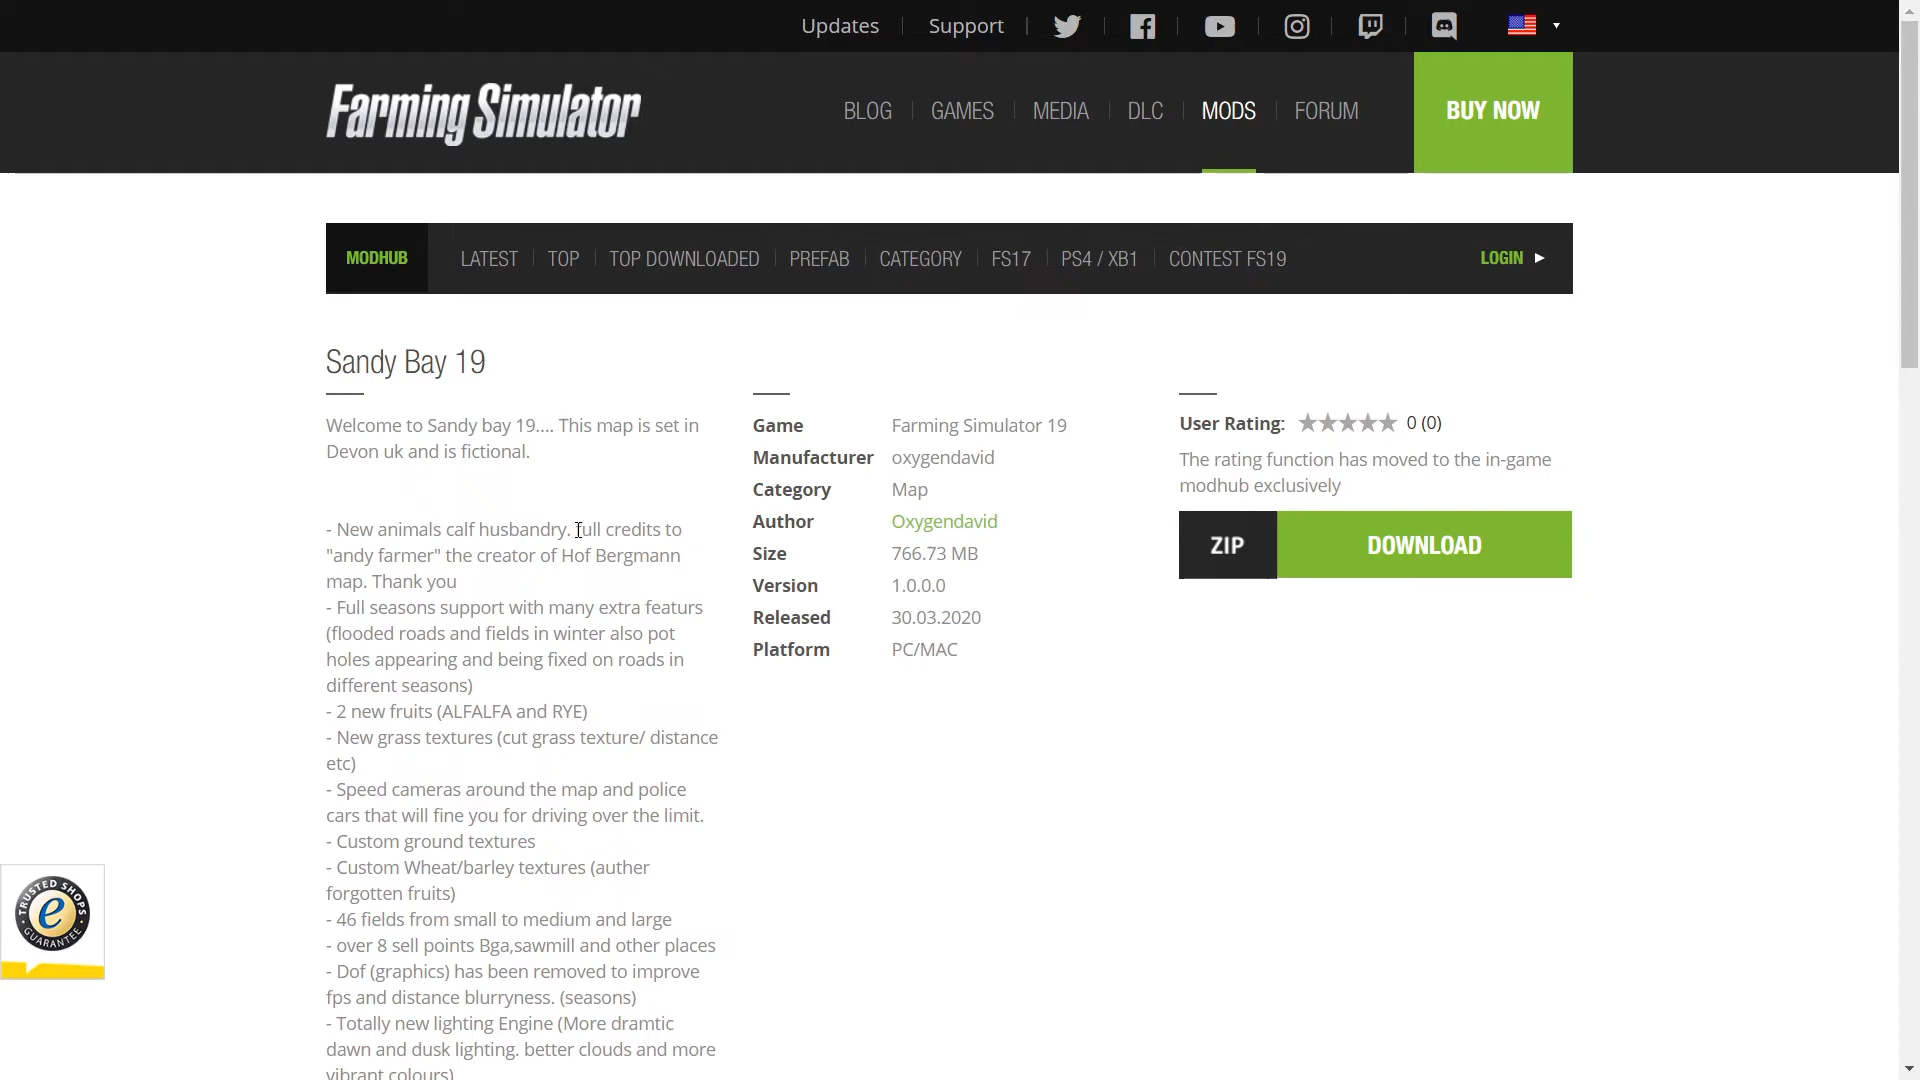 Updates Support
Farming Simulator
BLOG GAMES MEDIA DLC MODS FORUM BUY NOW
MODHUB LATEST TOP TOP DOWNLOADED PREFAB CATEGORY FS17 PS4 / XB1 CONTEST FS19 LOGIN
Sandy Bay 19
Welcome to Sandy bay 19.... This map is set in
Devon uk and is fictional.
- New animals calf husbandry. full credits to
"andy farmer" the creator of Hof Bergmann
map. Thank you
- Full seasons support with many extra featurs
(flooded roads and fields in winter also pot
holes appearing and being fixed on roads in
different seasons)
- 2 new fruits (ALFALFA and RYE)
- New grass textures (cut grass texture/ distance
etc)
- Speed cameras around the map and police
cars that will fine you for driving over the limit.
- Custom ground textures
- Custom Wheat/barley textures (auther
forgotten fruits)
- 46 fields from small to medium and large
- over 8 sell points Bga,sawmill and other places
- Dof (graphics) has been removed to improve
fps and distance blurryness. (seasons)
- Totally new lighting Engine (More dramtic
dawn and dusk lighting. better clouds and more
vibrant colours)
Game Farming Simulator 19
Manufacturer oxygendavid
Category Map
Author Oxygendavid
Size 766.73 MB
Version 1.0.0.0
Released 30.03.2020
Platform PC/MAC
User Rating: 0 (0)
The rating function has moved to the in-game
modhub exclusively
ZIP DOWNLOAD
TRUSTED SHOPS
e
GUARANTEE